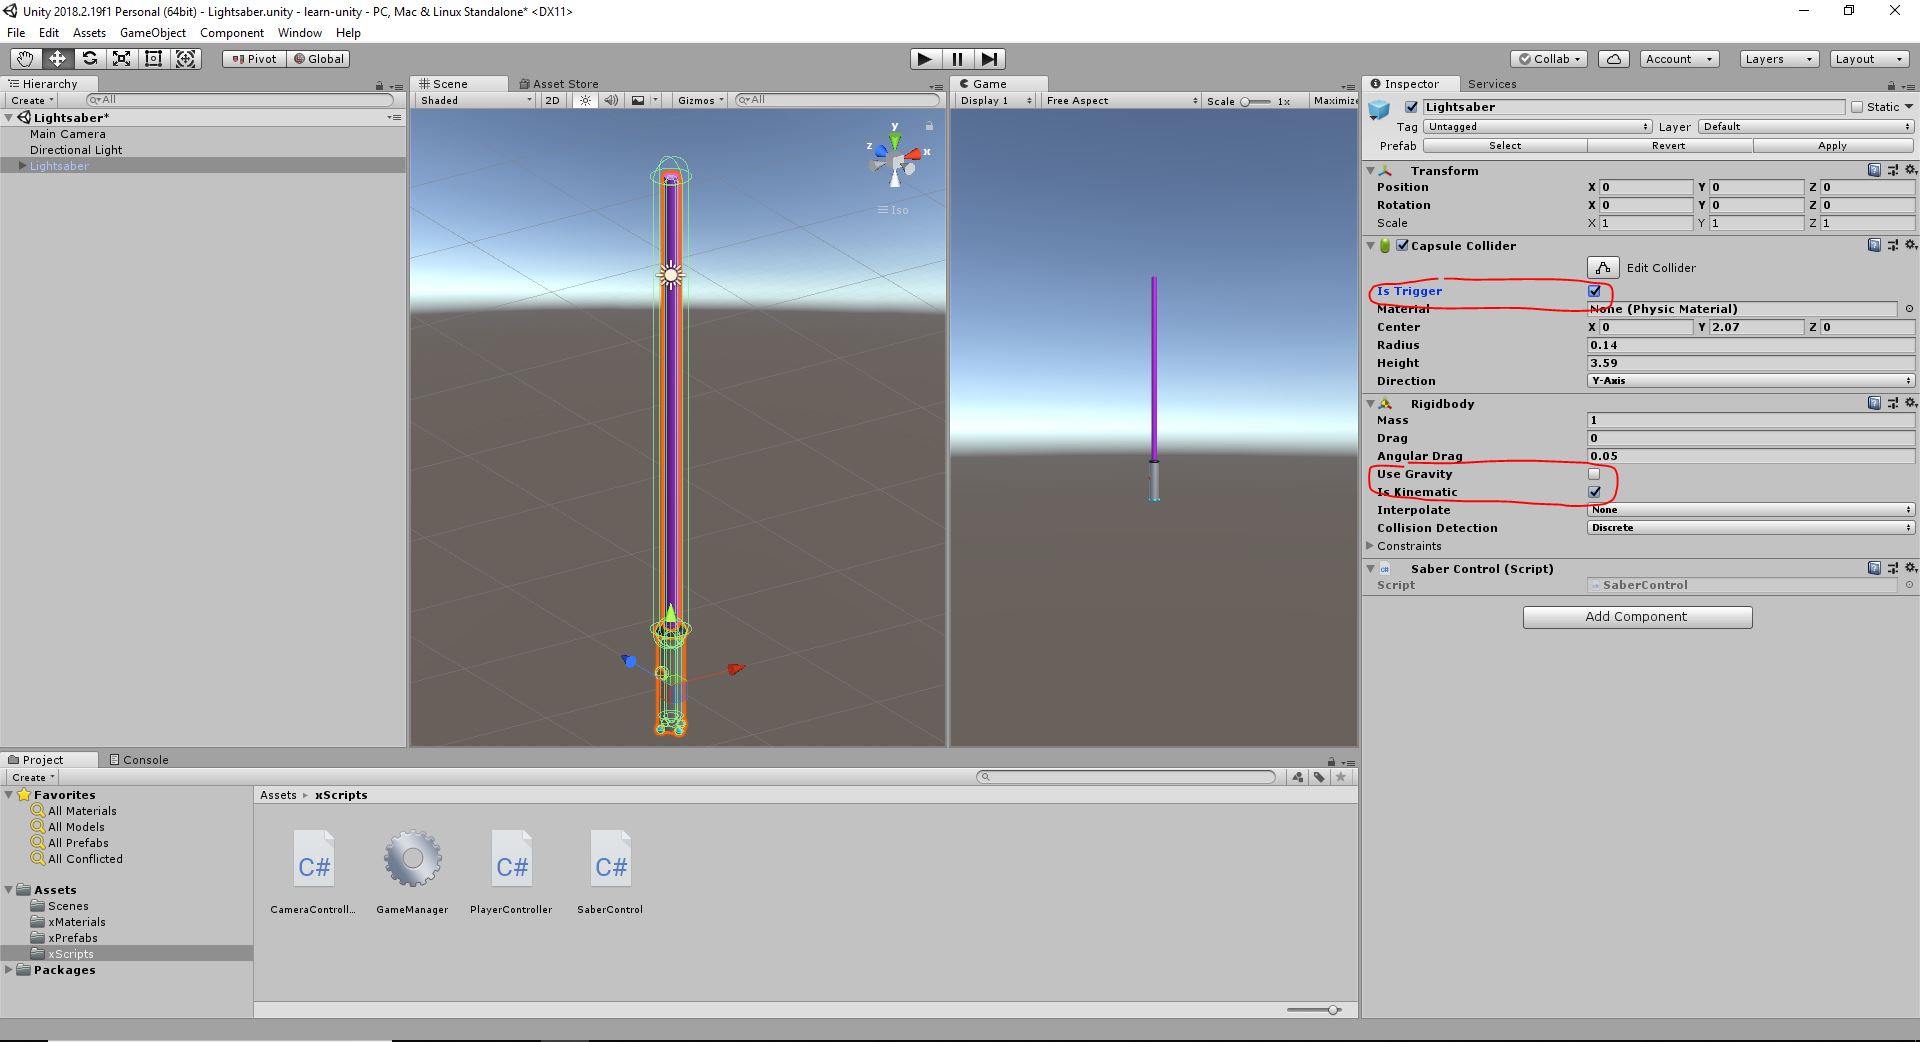 Unity 2018.2.19f1 Personal (64bit) - Lightsaber.unity - learn-unity - PC, Mac & Linux Standalone* <DX11>
File Edit Assets GameObject Component Window Help
Pivot Global Collab Account Layers Layout
Hierarchy
Create All
Lightsaber*
Main Camera
Directional Light
Lightsaber
Scene Asset Store
Shaded 2D Gizmos All
y
z x
Iso
Game
Display 1 Free Aspect Scale 1x Maximize
Inspector Services
Lightsaber Static
Tag Untagged Layer Default
Prefab Select Revert Apply
Transform
Position X 0 Y 0 Z 0
Rotation X 0 Y 0 Z 0
Scale X 1 Y 1 Z 1
Capsule Collider
Edit Collider
Is Trigger
Material None (Physic Material)
Center X 0 Y 2.07 Z 0
Radius 0.14
Height 3.59
Direction Y-Axis
Rigidbody
Mass 1
Drag 0
Angular Drag 0.05
Use Gravity
Is Kinematic
Interpolate None
Collision Detection Discrete
Constraints
Saber Control (Script)
Script SaberControl
Add Component
Project Console
Create
Favorites
All Materials
All Models
All Prefabs
All Conflicted
Assets
Scenes
xMaterials
xPrefabs
xScripts
Packages
Assets xScripts
C# C# C#
CameraControll... GameManager PlayerController SaberControl